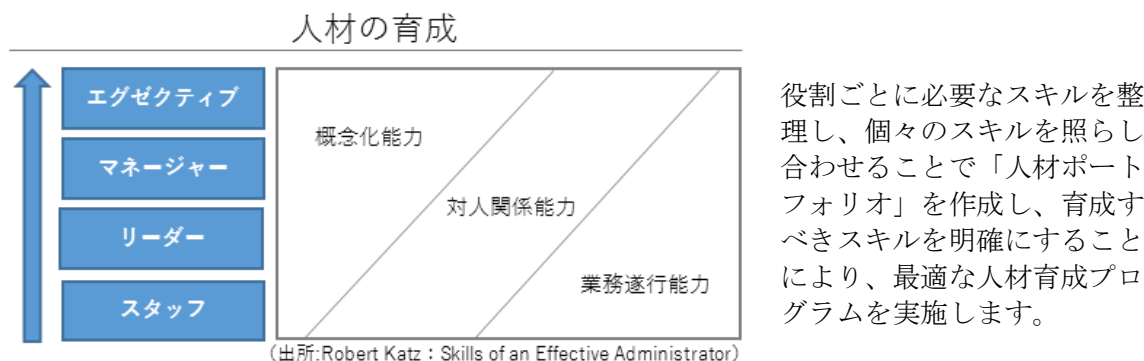 人材の育成
エグゼクティブ
マネージャー
リーダー
スタッフ
概念化能力
対人関係能力
業務遂行能力
(出所:Robert Katz：Skills of an Effective Administrator)
役割ごとに必要なスキルを整
理し、個々のスキルを照らし
合わせることで「人材ポート
フォリオ」を作成し、育成す
べきスキルを明確にすること
により、最適な人材育成プロ
グラムを実施します。